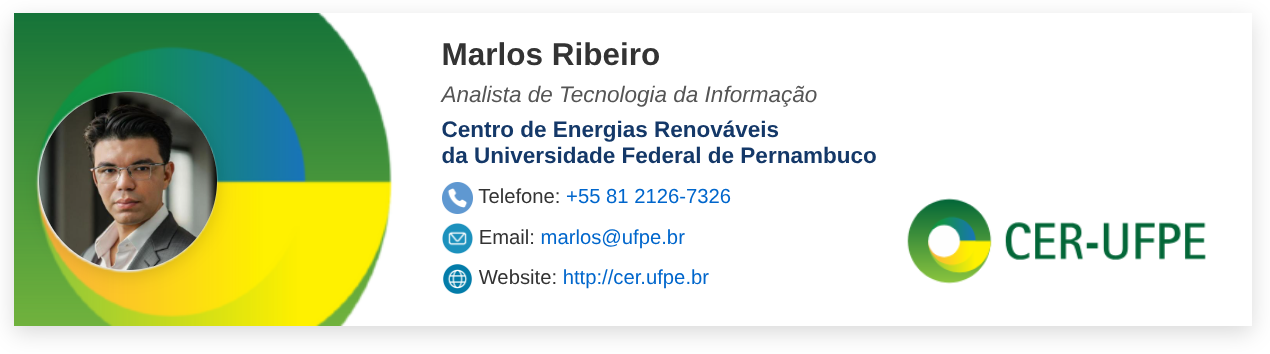 Marlos Ribeiro
Analista de Tecnologia da Informação
Centro de Energias Renováveis
da Universidade Federal de Pernambuco
Telefone: +55 81 2126-7326
Email: marlos@ufpe.br
Website: http://cer.ufpe.br
CER-UFPE